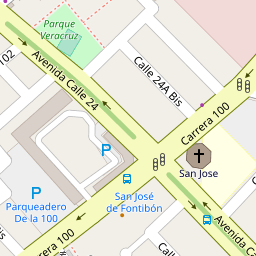 Parque
Veracruz
102
Avenida Calle 24
Calle 24A Bis
Carrera 100
P
San Jose
P
Parqueadero
De la 100
San José
de Fontibón
Carrera 100
Avenida Ca